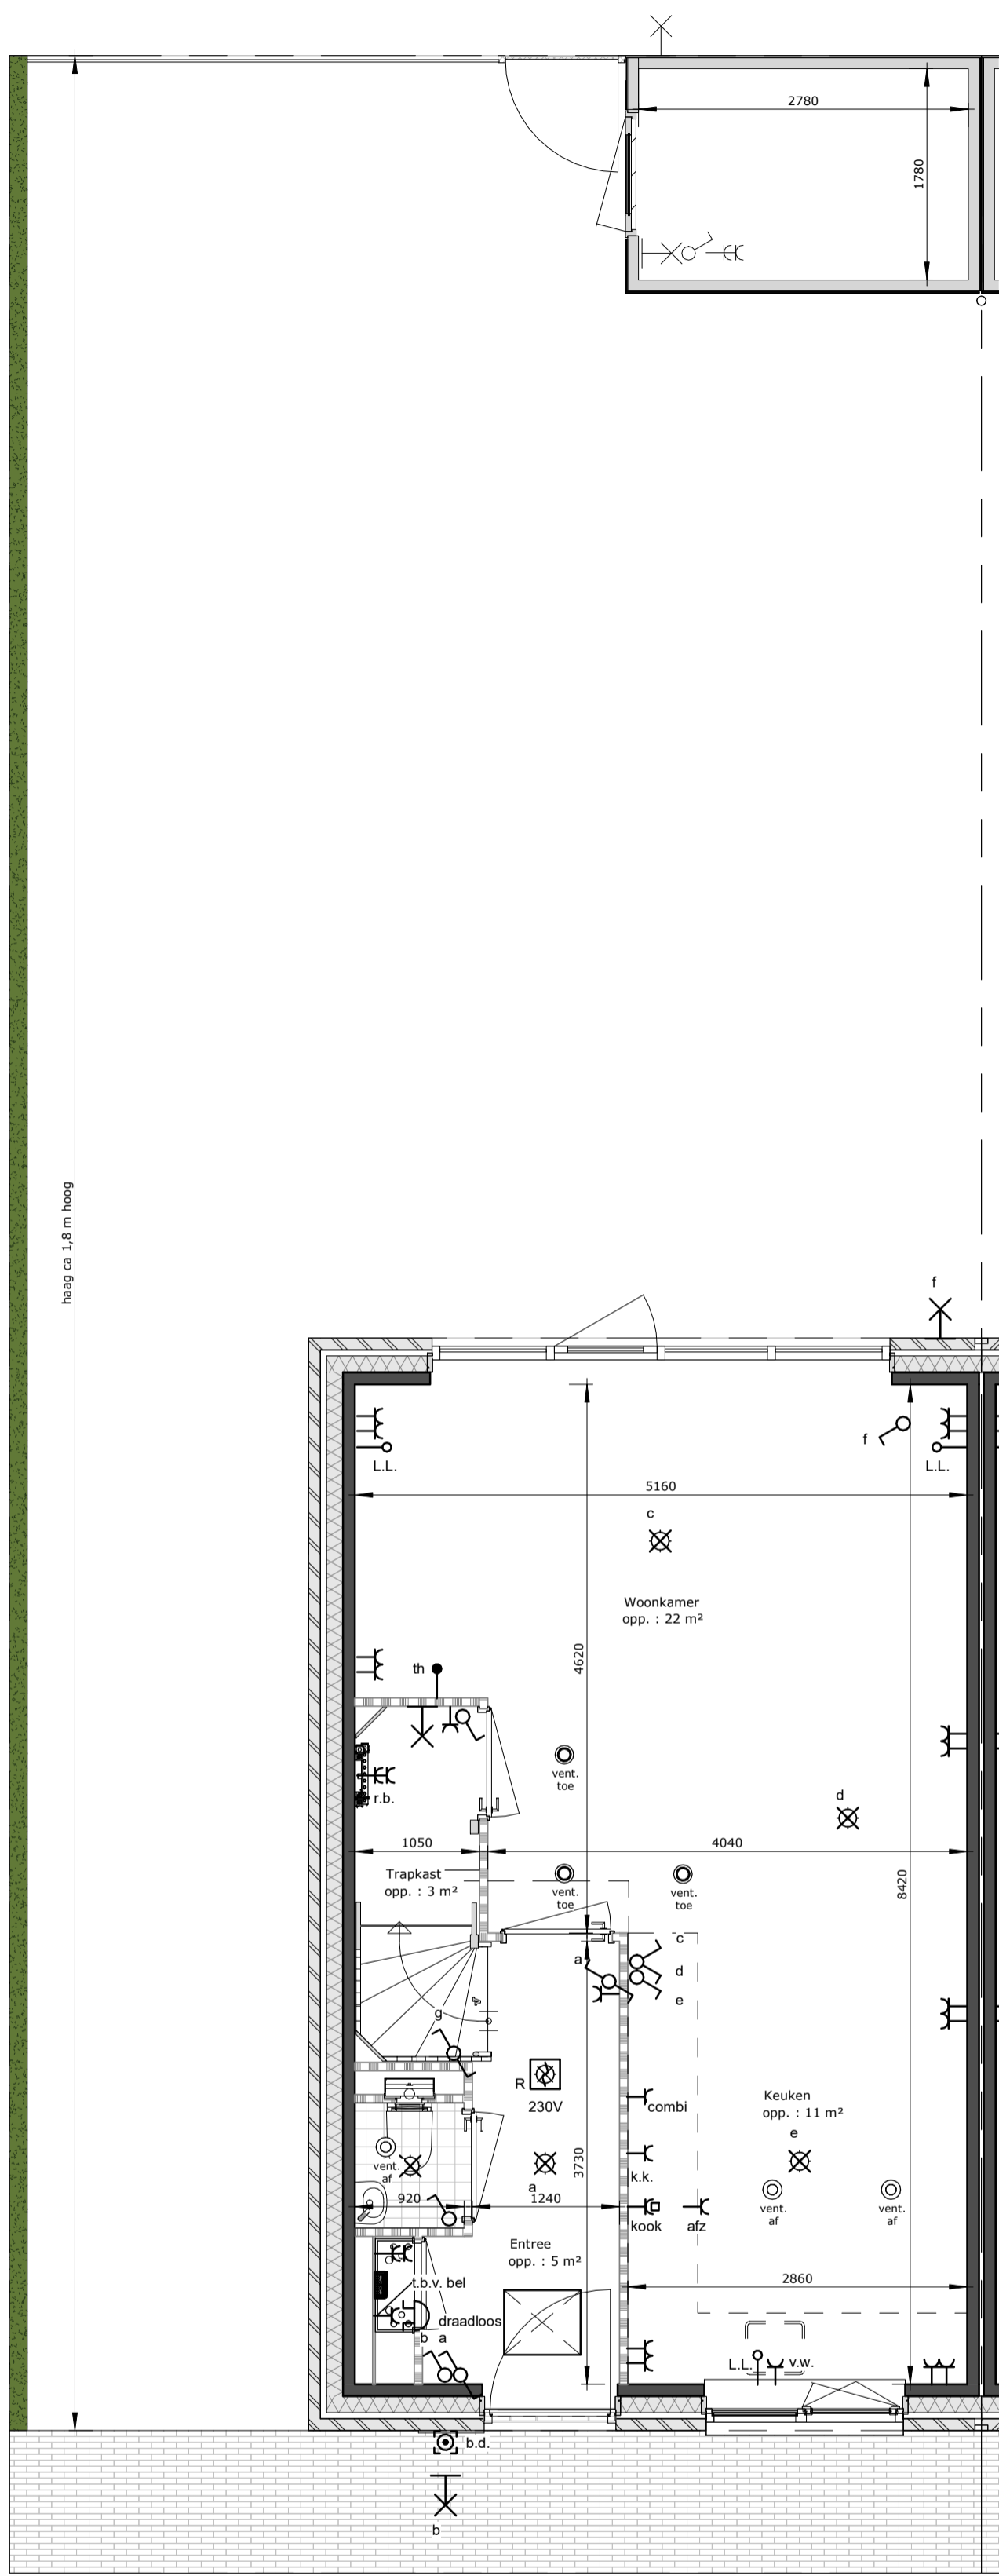 2780
1780
haag ca 1,8 m hoog
f
f
L.L.
L.L.
5160
c
Woonkamer
opp. : 22 m²
4620
th
vent.
toe
r.b.
d
1050
4040
Trapkast
opp. : 3 m²
vent.
toe
vent.
toe
8420
c
a
d
e
g
R
230V
combi
Keuken
opp. : 11 m²
e
vent.
af
3730
k.k.
a
920
1240
vent.
af
vent.
af
kook
afz
Entree
opp. : 5 m²
2860
t.b.v. bel
draadloos
b
a
L.L.
v.w.
b.d.
b